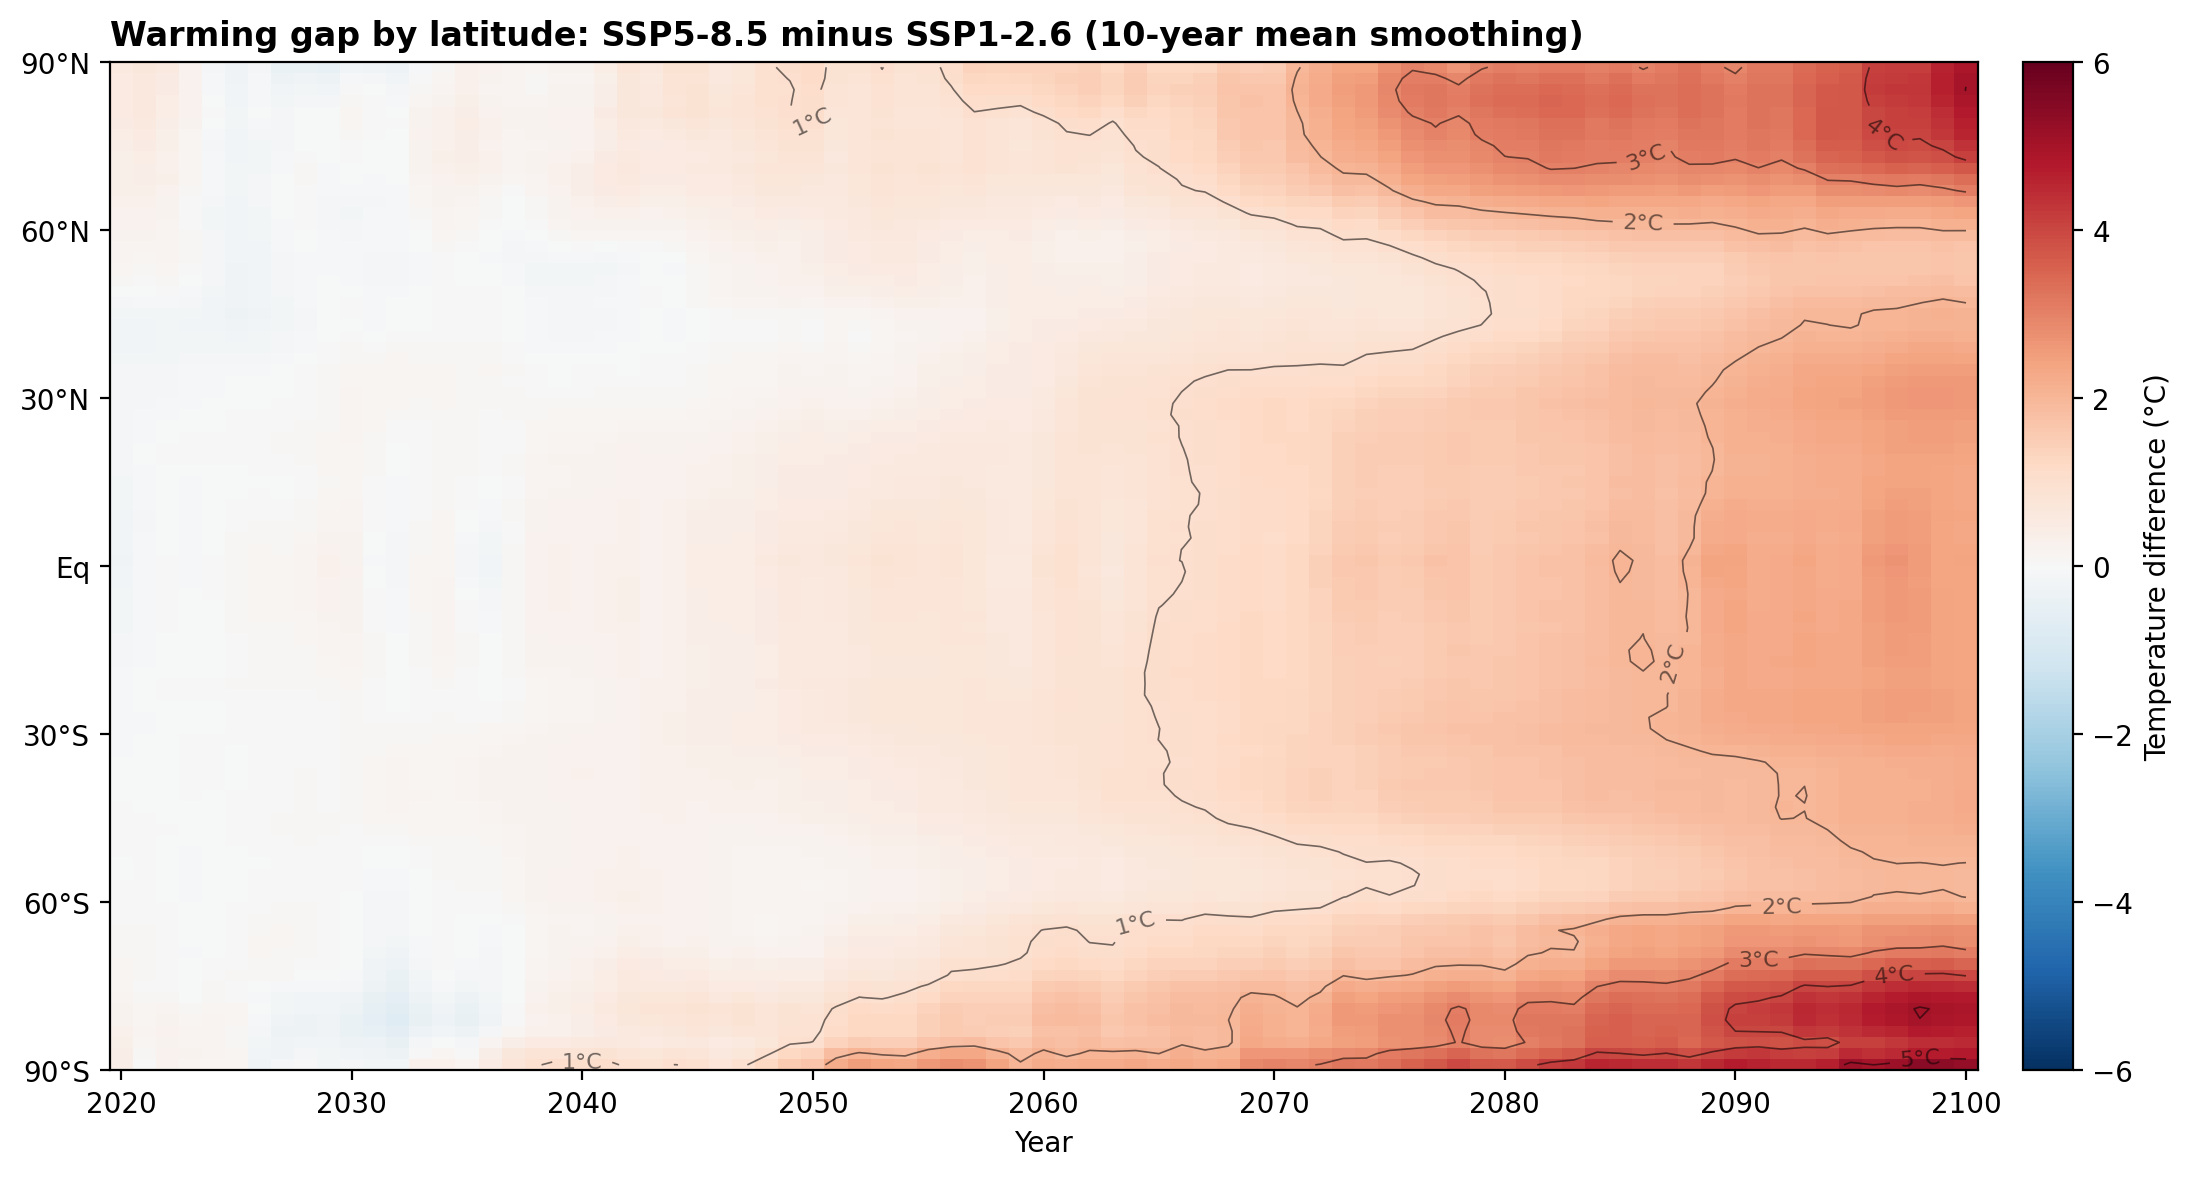 Warming gap by latitude: SSP5-8.5 minus SSP1-2.6 (10-year mean smoothing)
90°N
60°N
30°N
Eq
30°S
60°S
90°S
1°C
4°C
3°C
2°C
2°C
2°C
1°C
3°C
4°C
1°C
5°C
2020
2030
2040
2050
2060
2070
2080
2090
2100
Year
6
4
2
0
−2
−4
−6
Temperature difference (°C)